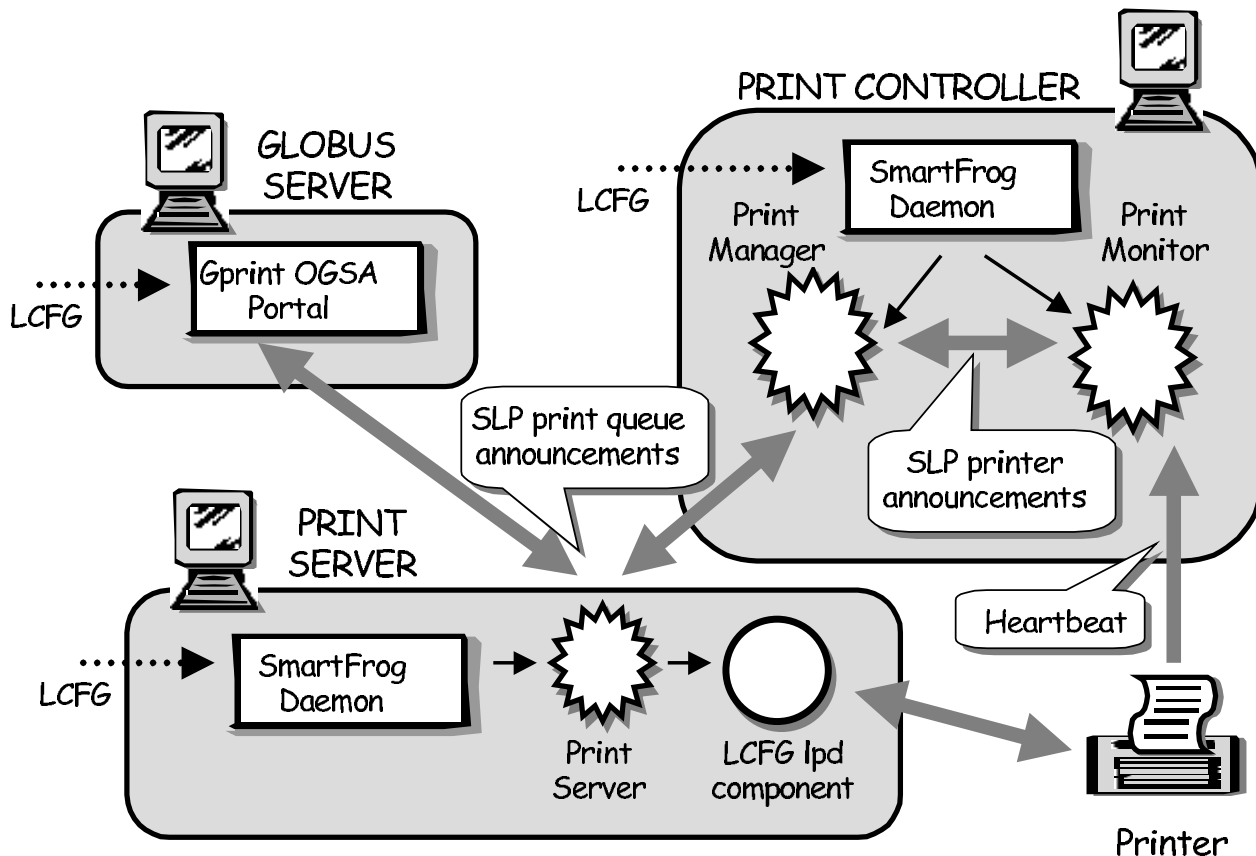 PRINT CONTROLLER
GLOBUS
SERVER
SmartFrog
Daemon
LCFG
Print
Manager
Print
Monitor
Gprint OGSA
Portal
LCFG
SLP print queue
announcements
SLP printer
announcements
PRINT
SERVER
Heartbeat
SmartFrog
Daemon
LCFG
Print
Server
LCFG lpd
component
Printer